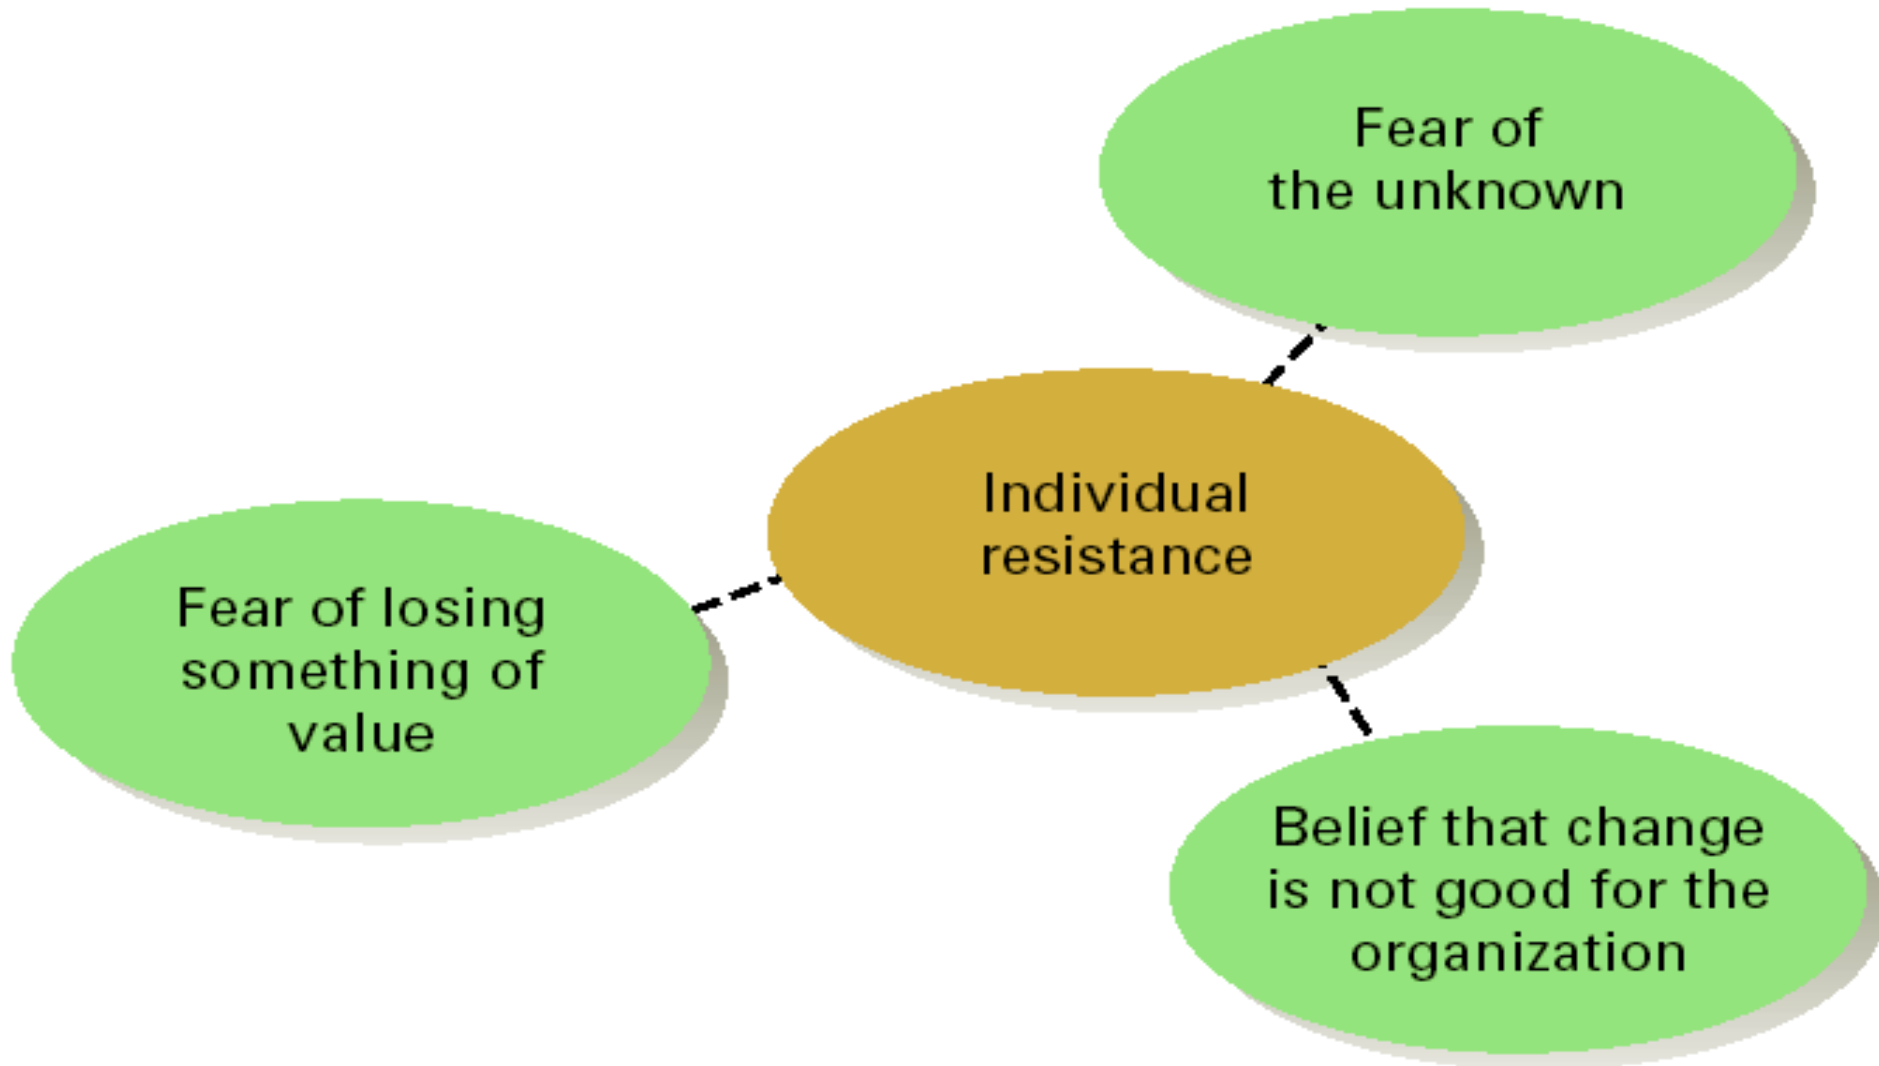 Fear of
the unknown
Individual
resistance
Fear of losing
something of
value
Belief that change
is not good for the
organization